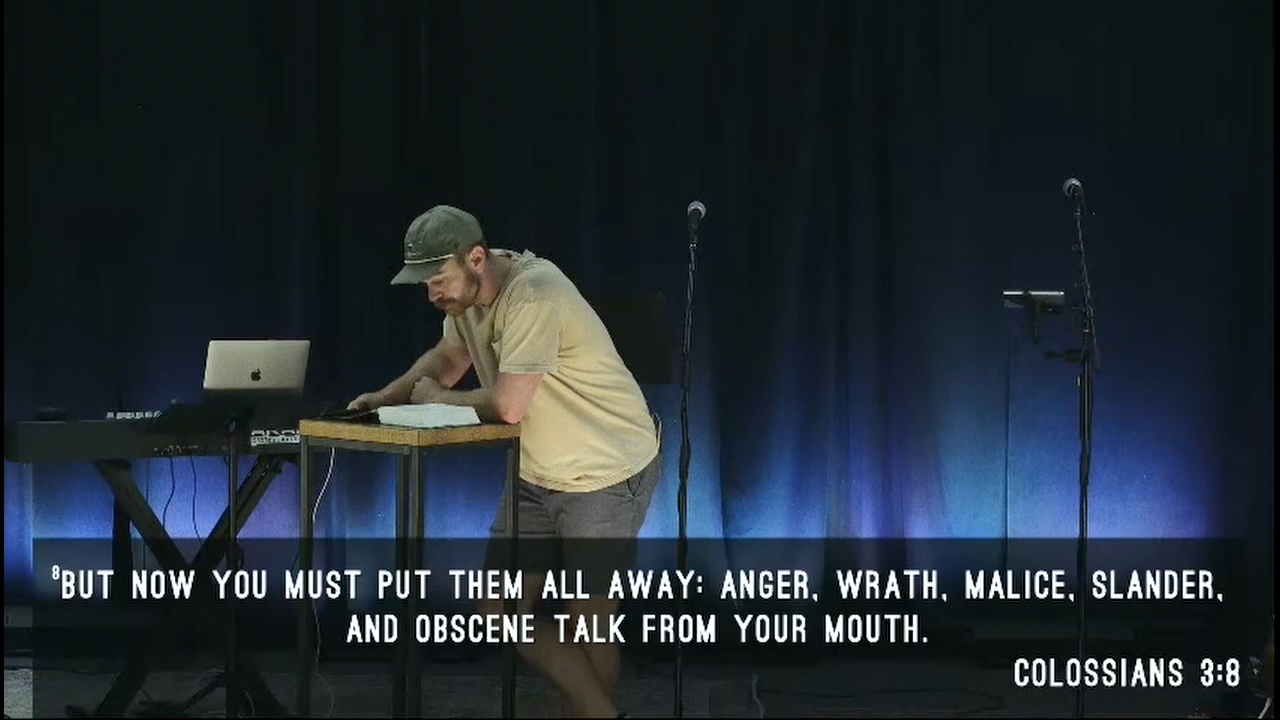 ⁸BUT NOW YOU MUST PUT THEM ALL AWAY: ANGER, WRATH, MALICE, SLANDER,
AND OBSCENE TALK FROM YOUR MOUTH.
COLOSSIANS 3:8